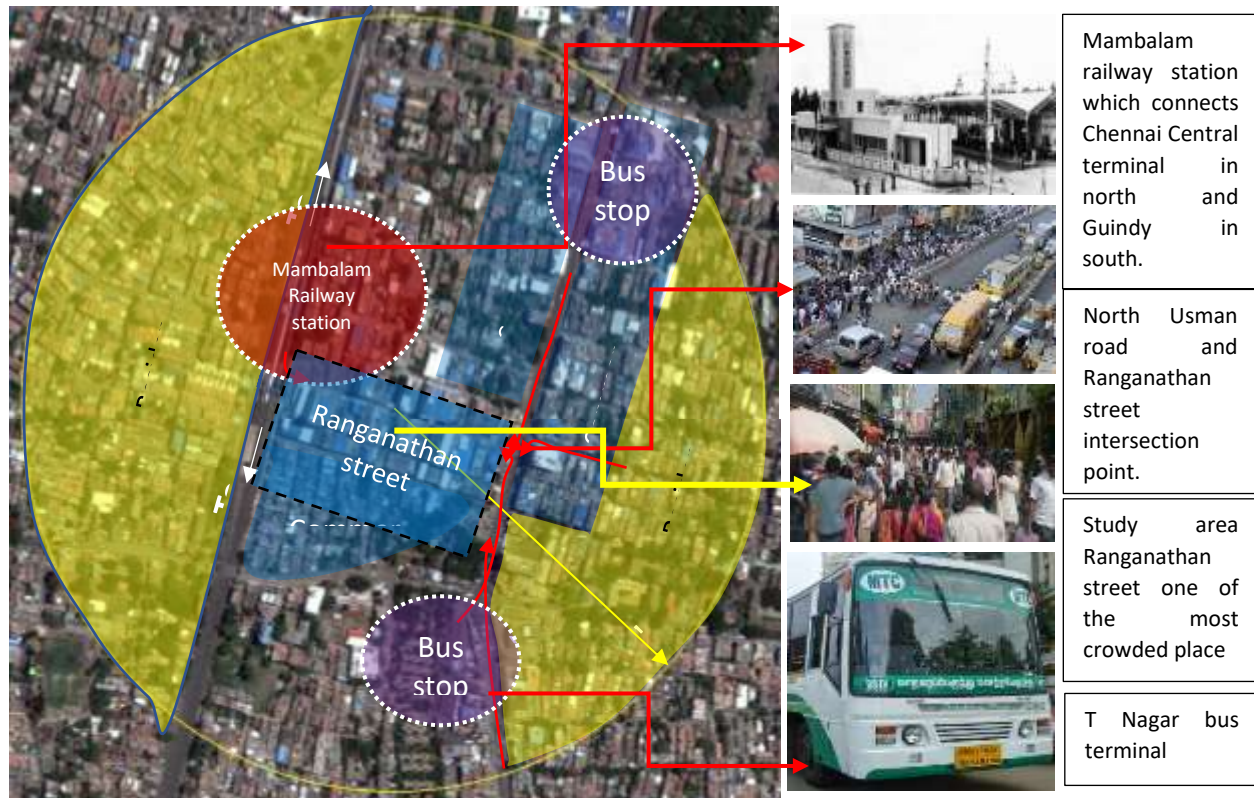 Bus
stop
Mambalam
Railway
station
Ranganathan
street
Bus
stop
Mambalam
railway station
which connects
Chennai Central
terminal in
north and
Guindy in
south.
North Usman
road and
Ranganathan
street
intersection
point.
MTC
Study area
Ranganathan
street one of
the most
crowded place
T Nagar bus
terminal